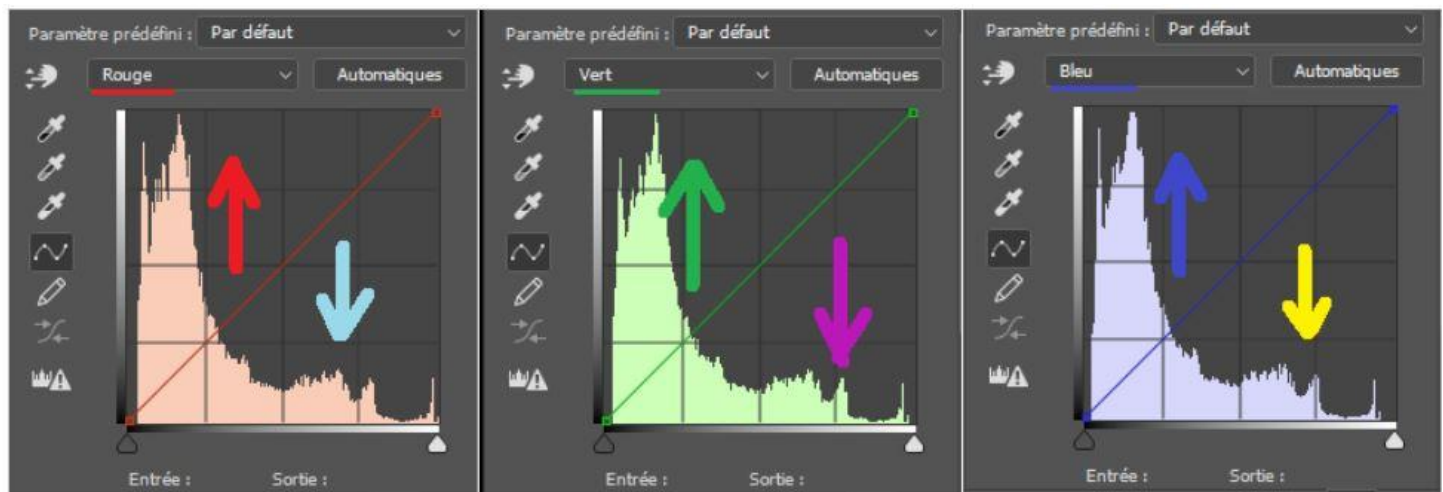 Paramètre prédéfini : Par défaut
Rouge Automatiques
Entrée : Sortie :
Paramètre prédéfini : Par défaut
Vert Automatiques
Entrée : Sortie :
Paramètre prédéfini : Par défaut
Bleu Automatiques
Entrée : Sortie :